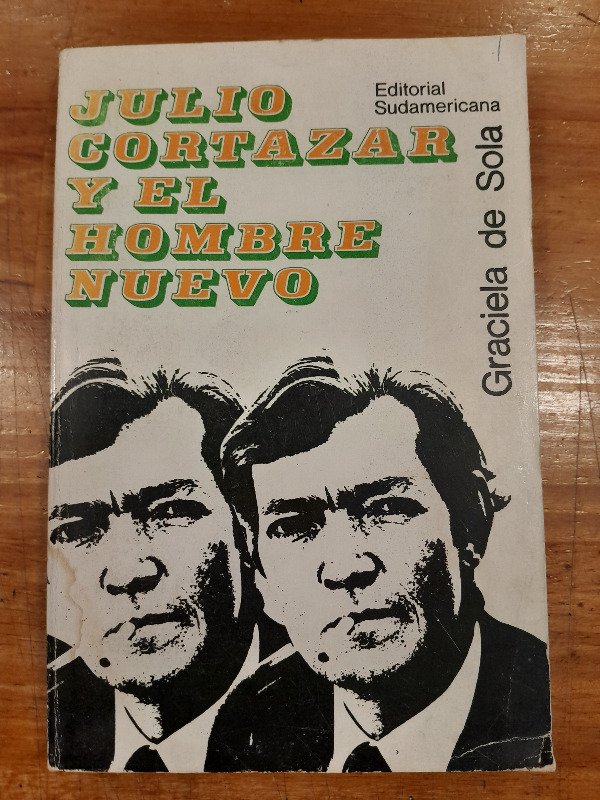 JULIO
CORTAZAR
Y EL
HOMBRE
NUEVO
Editorial
Sudamericana
Graciela de Sola